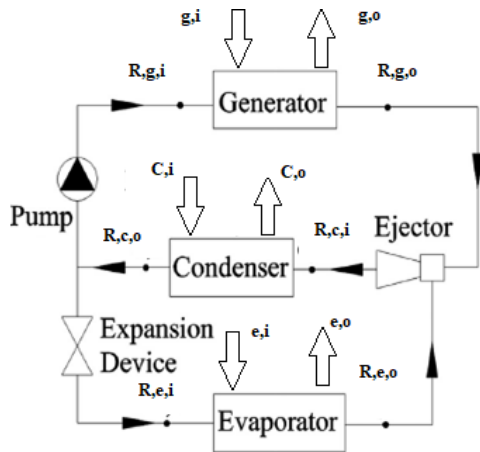 g,i
g,o
R,g,i
R,g,o
Generator
Pump
C,i
C,o
R,c,o
R,c,i
Ejector
Condenser
Expansion
Device
e,i
e,o
R,e,i
R,e,o
Evaporator